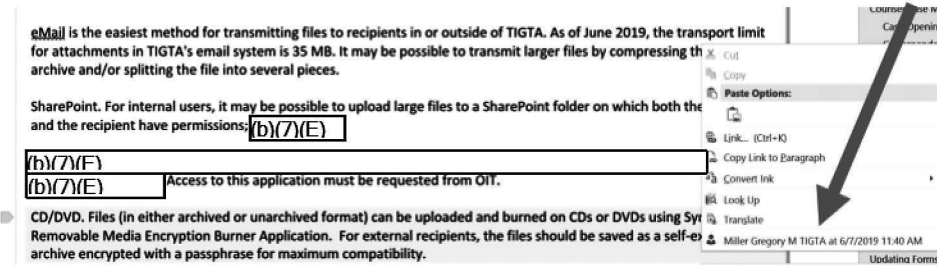 eMail is the easiest method for transmitting files to recipients in or outside of TIGTA. As of June 2019, the transport limit
for attachments in TIGTA's email system is 35 MB. It may be possible to transmit larger files by compressing th
archive and/or splitting the file into several pieces.
SharePoint. For internal users, it may be possible to upload large files to a SharePoint folder on which both the
and the recipient have permissions; (b)(7)(E)
(b)(7)(E)
(b)(7)(E) Access to this application must be requested from OIT.
CD/DVD. Files (in either archived or unarchived format) can be uploaded and burned on CDs or DVDs using Sy
Removable Media Encryption Burner Application. For external recipients, the files should be saved as a self-ex
archive encrypted with a passphrase for maximum compatibility.
Cut
Copy
Paste Options:
Link... (Ctrl+K)
Copy Link to Paragraph
Convert Ink
Look Up
Translate
Miller Gregory M TIGTA at 6/7/2019 11:40 AM
Updating Forms